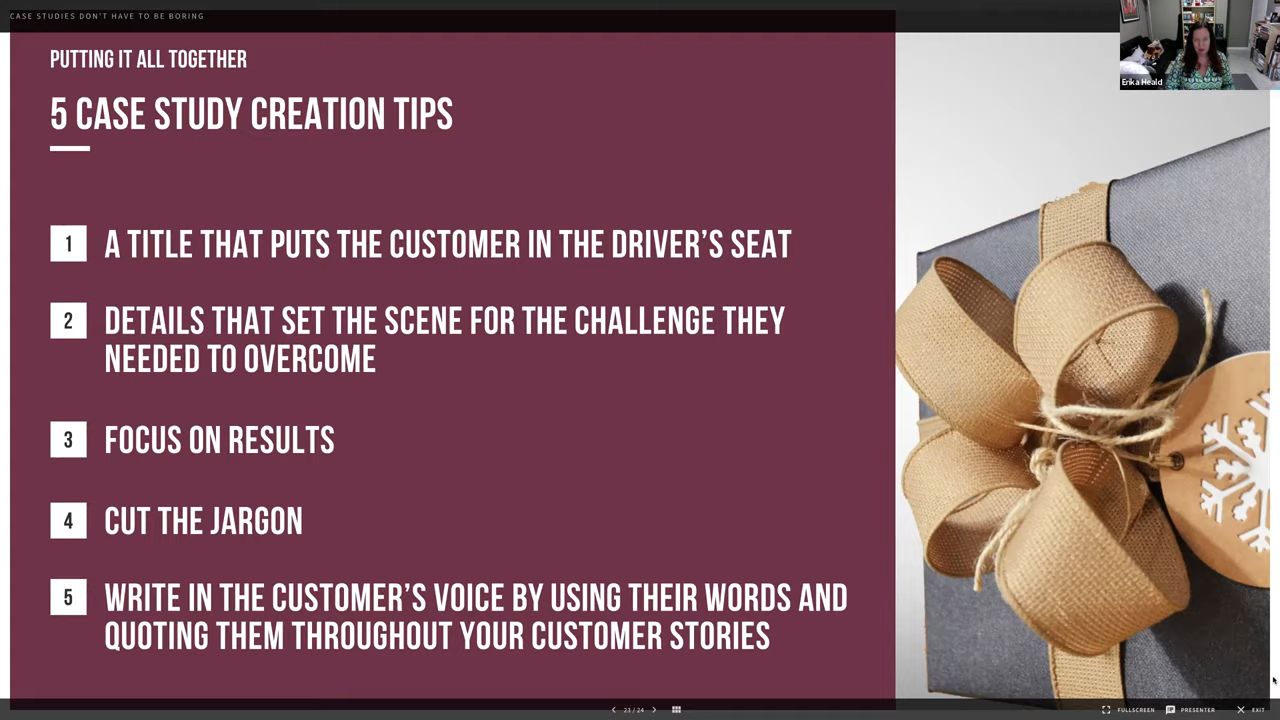 CASE STUDIES DON'T HAVE TO BE BORING
Erika Heald
PUTTING IT ALL TOGETHER
5 CASE STUDY CREATION TIPS
1 A TITLE THAT PUTS THE CUSTOMER IN THE DRIVER’S SEAT
2 DETAILS THAT SET THE SCENE FOR THE CHALLENGE THEY
NEEDED TO OVERCOME
3 FOCUS ON RESULTS
4 CUT THE JARGON
5 WRITE IN THE CUSTOMER’S VOICE BY USING THEIR WORDS AND
QUOTING THEM THROUGHOUT YOUR CUSTOMER STORIES
23 / 24
FULLSCREEN
PRESENTER
EXIT